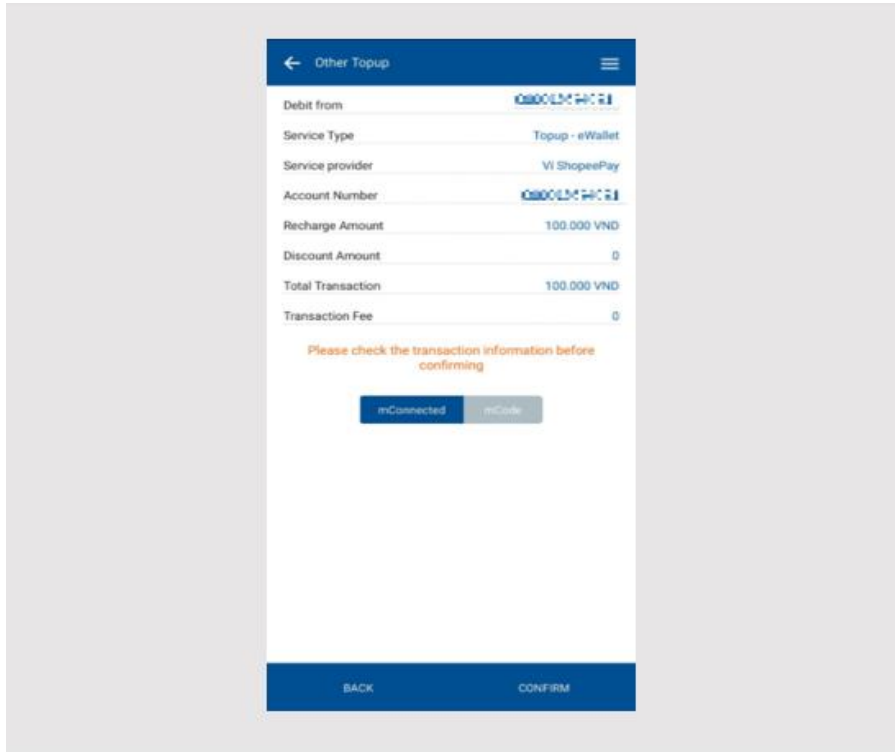 Other Topup
Debit from
Service Type Topup - eWallet
Service provider Ví ShopeePay
Account Number
Recharge Amount 100.000 VND
Discount Amount 0
Total Transaction 100.000 VND
Transaction Fee 0
Please check the transaction information before
confirming
mConnected mCode
BACK CONFIRM